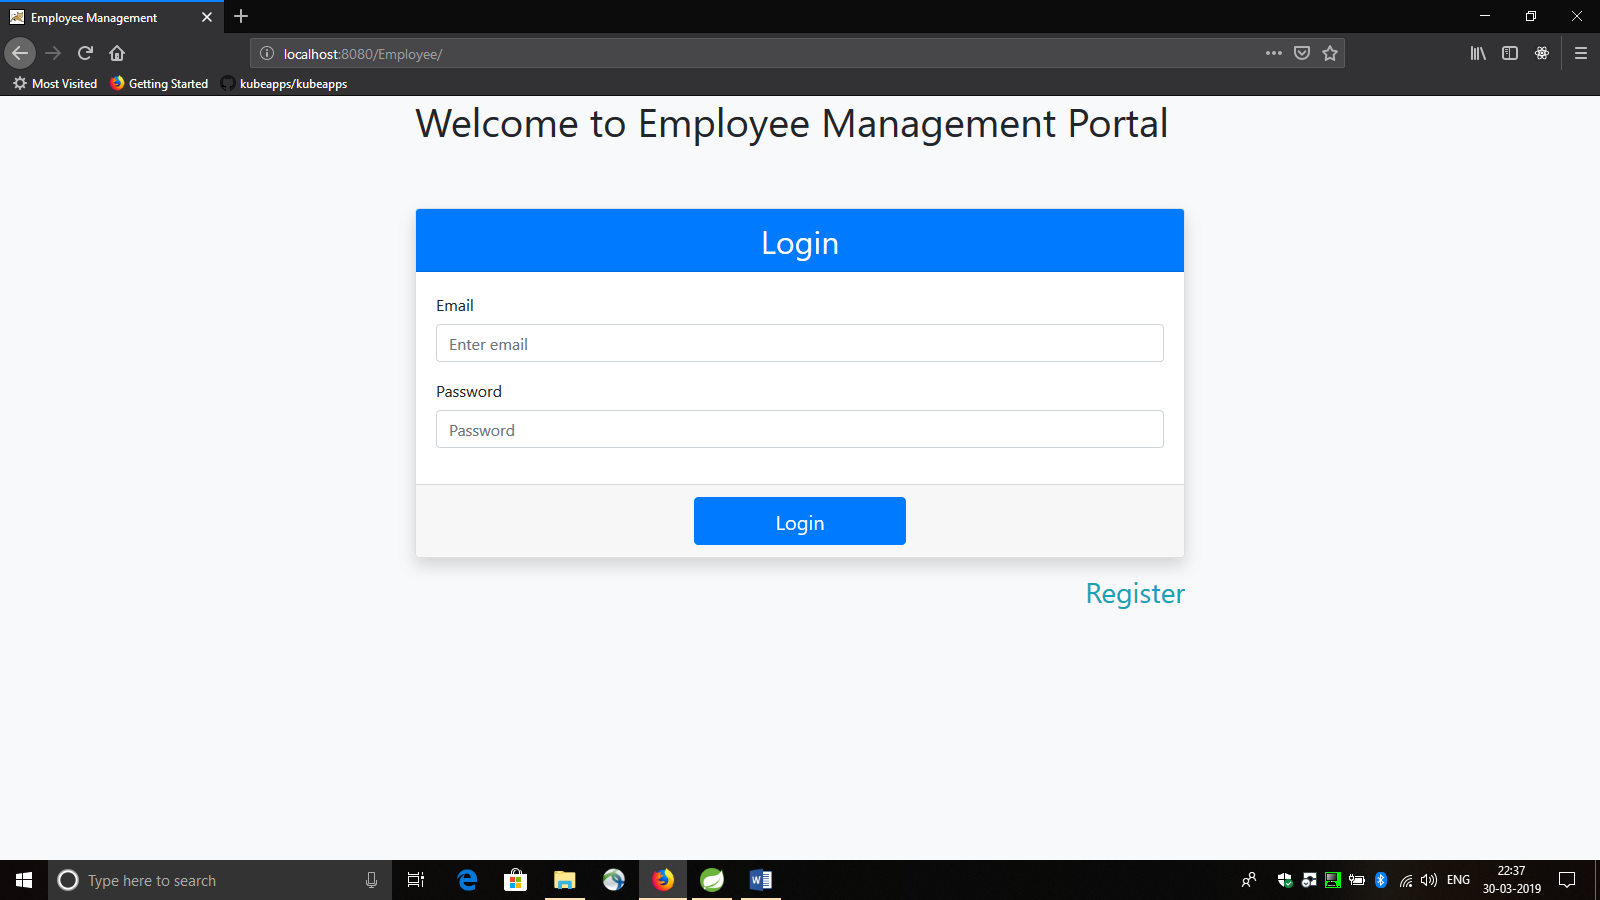 Employee Management
localhost:8080/Employee/
Most Visited Getting Started kubeapps/kubeapps
Welcome to Employee Management Portal
Login
Email
Enter email
Password
Password
Login
Register
Type here to search
ENG
22:37
30-03-2019